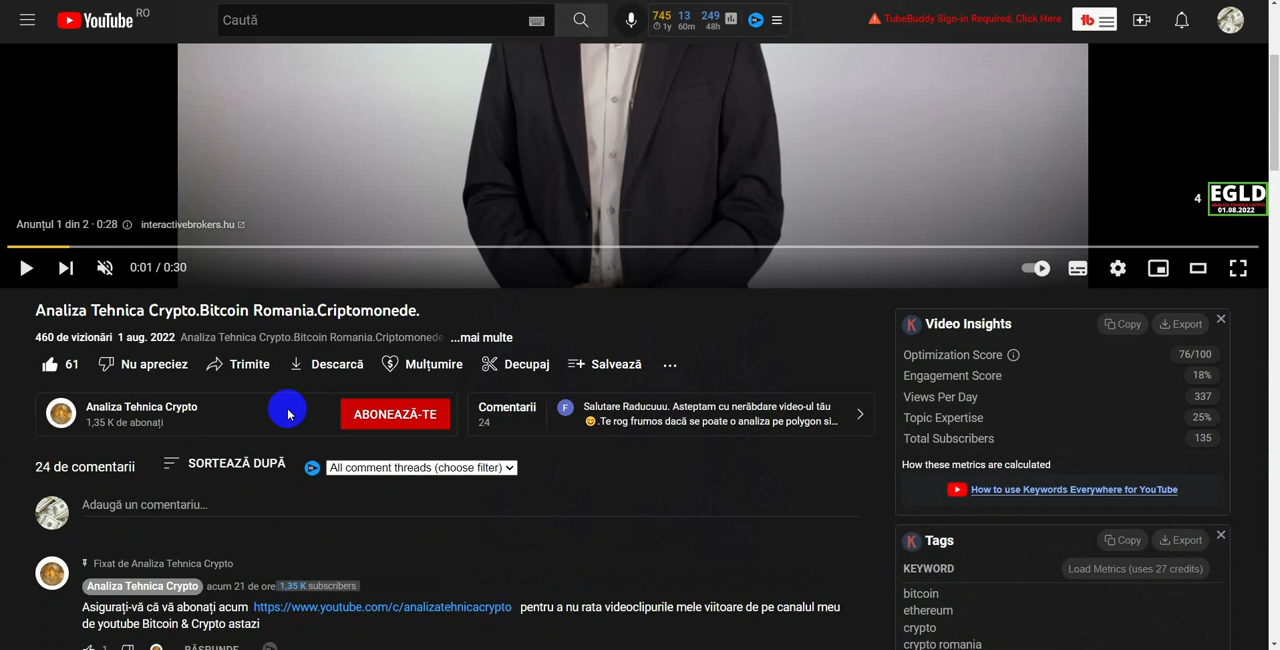 YouTube RO
Caută
745 13 249
1y 60m 48h
TubeBuddy Sign-in Required, Click Here
tb
Anunțul 1 din 2 · 0:28 interactivebrokers.hu
4 EGLD
ANALIZA TEHNICA CRYPTO
01.08.2022
0:01 / 0:30
Analiza Tehnica Crypto.Bitcoin Romania.Criptomonede.
460 de vizionări 1 aug. 2022 Analiza Tehnica Crypto.Bitcoin Romania.Criptomonede ...mai multe
61 Nu apreciez Trimite Descarcă Mulțumire Decupaj Salvează ...
Analiza Tehnica Crypto
1,35 K de abonați
ABONEAZĂ-TE
Comentarii
24
F
Salutare Raducuuu. Asteptam cu nerăbdare video-ul tău
.Te rog frumos dacă se poate o analiza pe polygon si...
24 de comentarii SORTEAZĂ DUPĂ All comment threads (choose filter)
Adaugă un comentariu...
Fixat de Analiza Tehnica Crypto
Analiza Tehnica Crypto acum 21 de ore 1,35 K subscribers
Asigurați-vă că vă abonați acum https://www.youtube.com/c/analizatehnicacrypto pentru a nu rata videoclipurile mele viitoare de pe canalul meu
de youtube Bitcoin & Crypto astazi
1 RĂSPUNDE
K Video Insights Copy Export
Optimization Score 76/100
Engagement Score 18%
Views Per Day 337
Topic Expertise 25%
Total Subscribers 135
How these metrics are calculated
How to use Keywords Everywhere for YouTube
K Tags Copy Export
KEYWORD Load Metrics (uses 27 credits)
bitcoin
ethereum
crypto
crypto romania